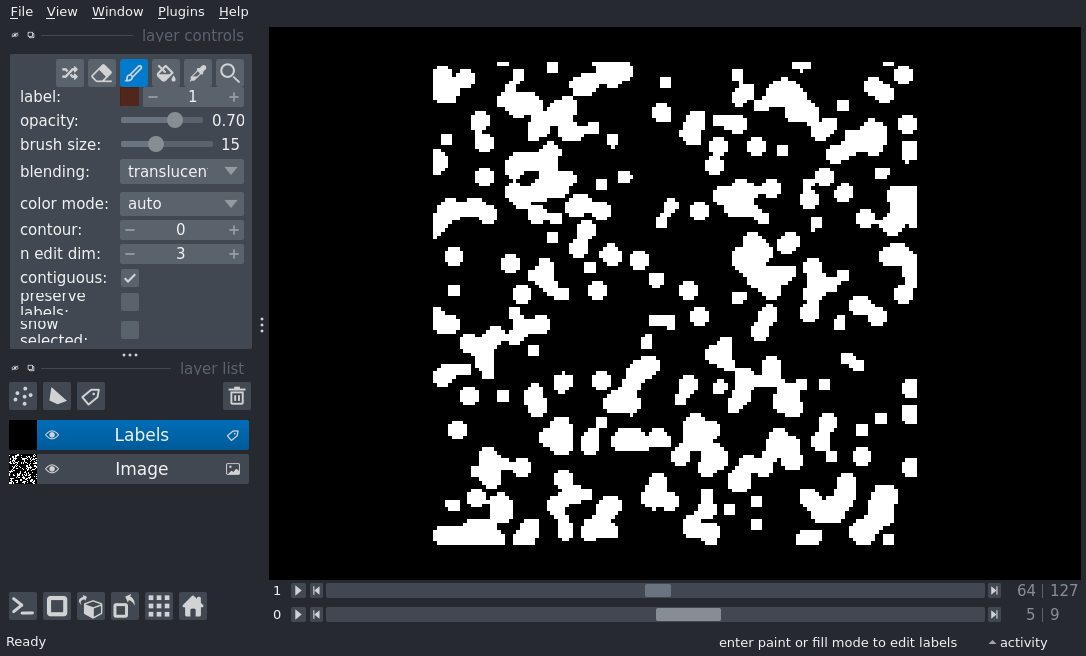 File View Window Plugins Help
layer controls
label: 1
opacity: 0.70
brush size: 15
blending: translucen
color mode: auto
contour: 0
n edit dim: 3
contiguous:
preserve
labels:
show
selected:
layer list
Labels
Image
1 64 | 127
0 5 | 9
Ready enter paint or fill mode to edit labels activity